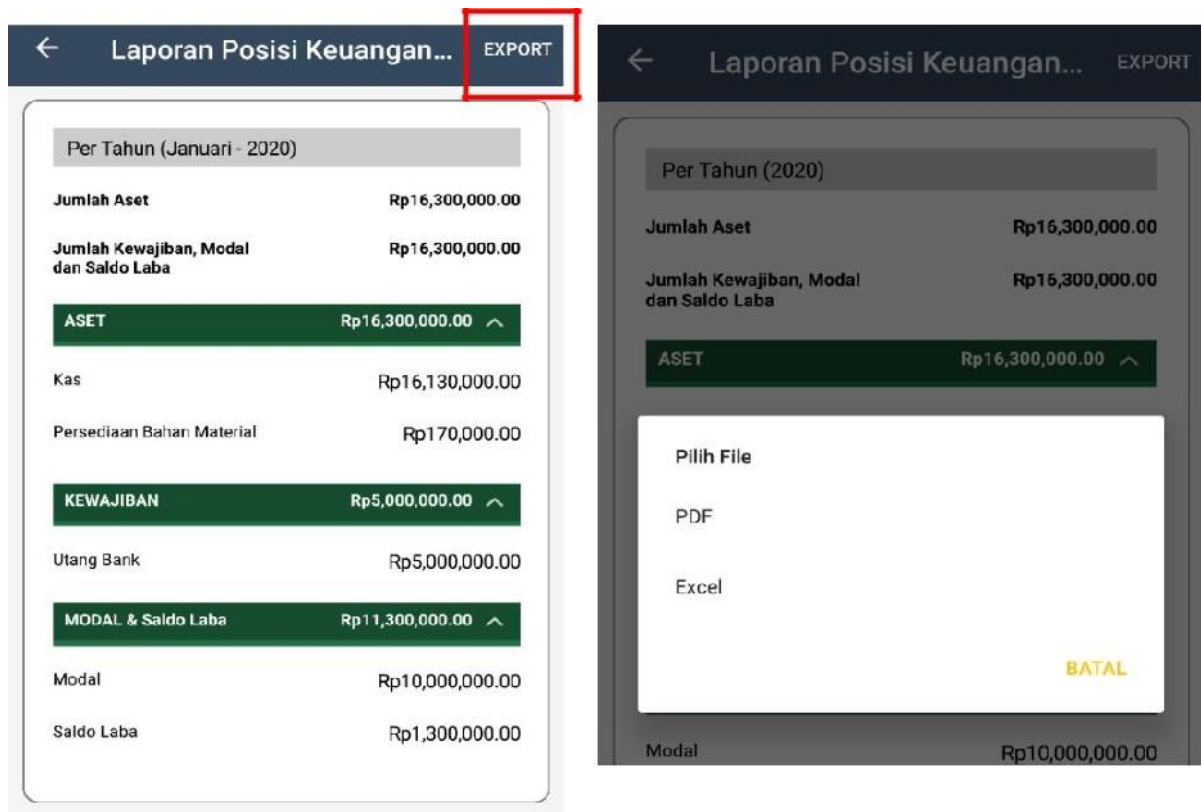 Laporan Posisi Keuangan... EXPORT
Per Tahun (Januari - 2020)
Jumlah Aset Rp16,300,000.00
Jumlah Kewajiban, Modal Rp16,300,000.00
dan Saldo Laba
ASET Rp16,300,000.00
Kas Rp16,130,000.00
Persediaan Bahan Material Rp170,000.00
KEWAJIBAN Rp5,000,000.00
Utang Bank Rp5,000,000.00
MODAL & Saldo Laba Rp11,300,000.00
Modal Rp10,000,000.00
Saldo Laba Rp1,300,000.00
Laporan Posisi Keuangan... EXPORT
Per Tahun (2020)
Jumlah Aset Rp16,300,000.00
Jumlah Kewajiban, Modal Rp16,300,000.00
dan Saldo Laba
ASET Rp16,300,000.00
Pilih File
PDF
Excel
BATAL
Modal Rp10,000,000.00